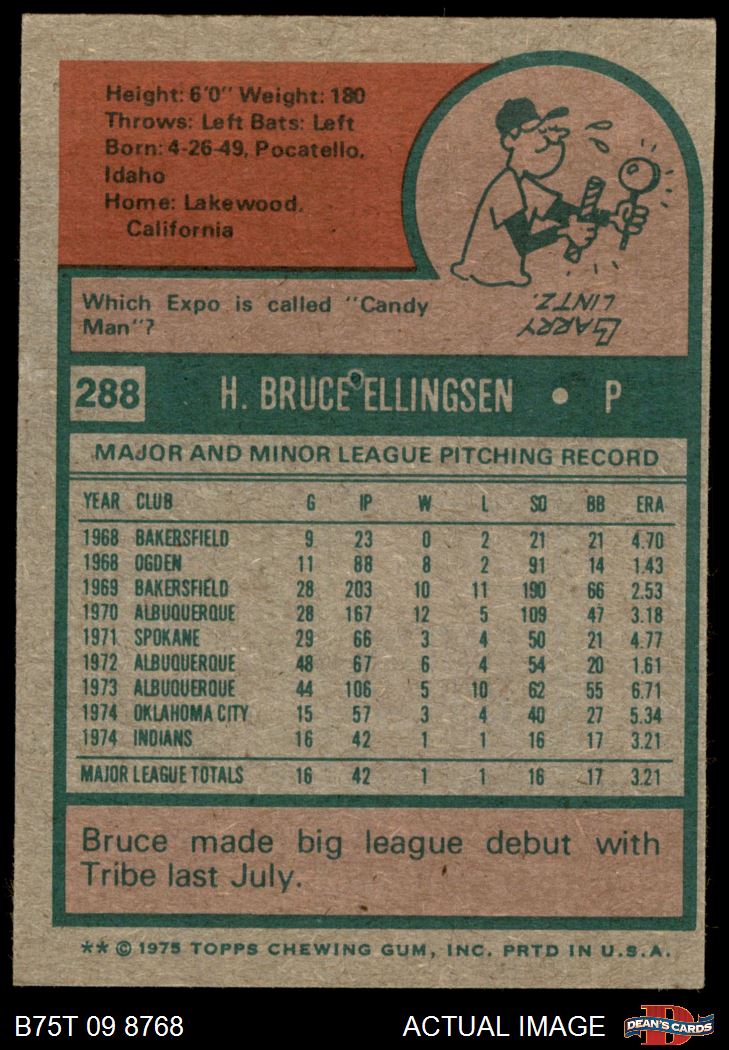 Height: 6'0" Weight: 180
Throws: Left Bats: Left
Born: 4-26-49, Pocatello,
Idaho
Home: Lakewood,
California
Which Expo is called "Candy
Man"?
BARRY
LINTZ.
288 H. BRUCE ELLINGSEN • P
MAJOR AND MINOR LEAGUE PITCHING RECORD
YEAR CLUB G IP W L SO BB ERA
1968 BAKERSFIELD 9 23 0 2 21 21 4.70
1968 OGDEN 11 88 8 2 91 14 1.43
1969 BAKERSFIELD 28 203 10 11 190 66 2.53
1970 ALBUQUERQUE 28 167 12 5 109 47 3.18
1971 SPOKANE 29 66 3 4 50 21 4.77
1972 ALBUQUERQUE 48 67 6 4 54 20 1.61
1973 ALBUQUERQUE 44 106 5 10 62 55 6.71
1974 OKLAHOMA CITY 15 57 3 4 40 27 5.34
1974 INDIANS 16 42 1 1 16 17 3.21
MAJOR LEAGUE TOTALS 16 42 1 1 16 17 3.21
Bruce made big league debut with
Tribe last July.
** © 1975 TOPPS CHEWING GUM, INC. PRTD IN U.S.A.
B75T 09 8768 ACTUAL IMAGE
DEAN'S CARDS